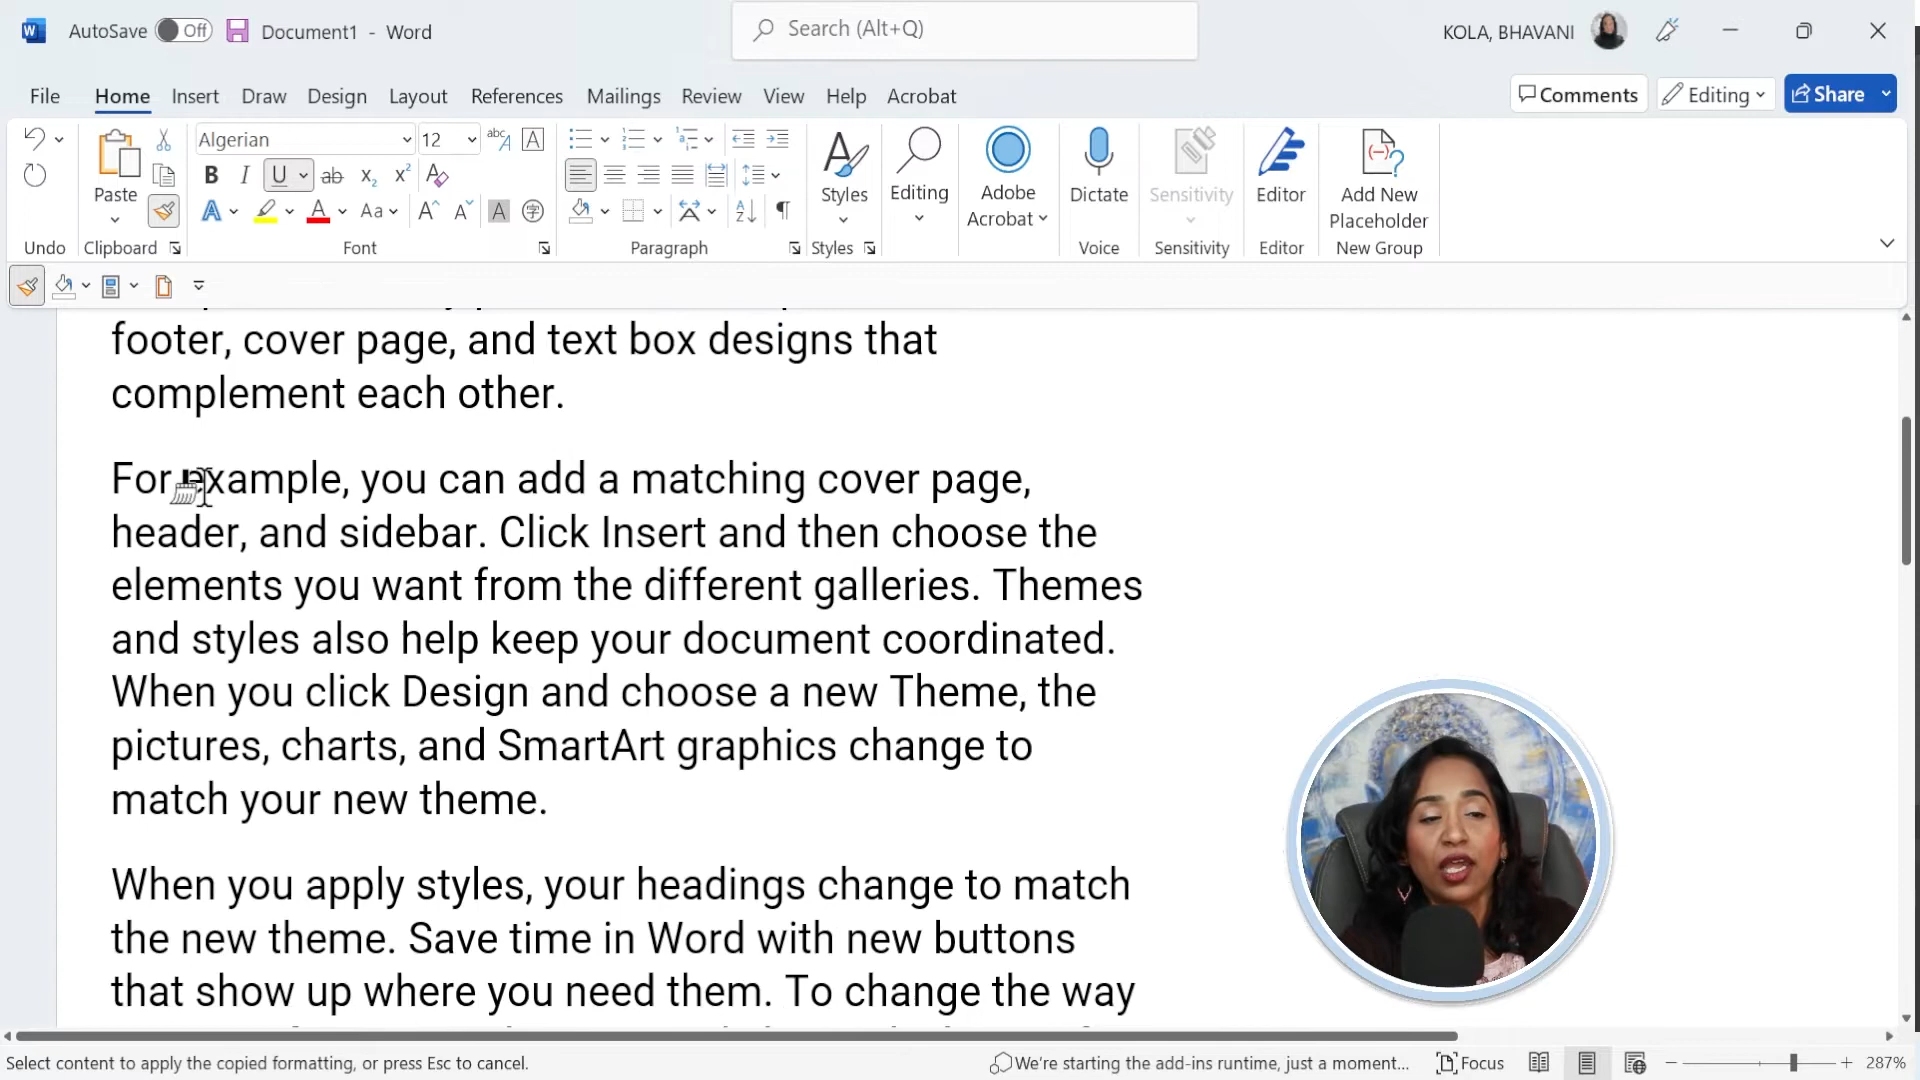 AutoSave Off Document1 - Word Search (Alt+Q) KOLA, BHAVANI
File Home Insert Draw Design Layout References Mailings Review View Help Acrobat Comments Editing Share
Algerian 12
Paste Styles Editing Adobe Acrobat Dictate Sensitivity Editor Add New Placeholder
Undo Clipboard Font Paragraph Styles Voice Sensitivity Editor New Group
footer, cover page, and text box designs that
complement each other.
For example, you can add a matching cover page,
header, and sidebar. Click Insert and then choose the
elements you want from the different galleries. Themes
and styles also help keep your document coordinated.
When you click Design and choose a new Theme, the
pictures, charts, and SmartArt graphics change to
match your new theme.
When you apply styles, your headings change to match
the new theme. Save time in Word with new buttons
that show up where you need them. To change the way
Select content to apply the copied formatting, or press Esc to cancel. We're starting the add-ins runtime, just a moment... Focus 287%